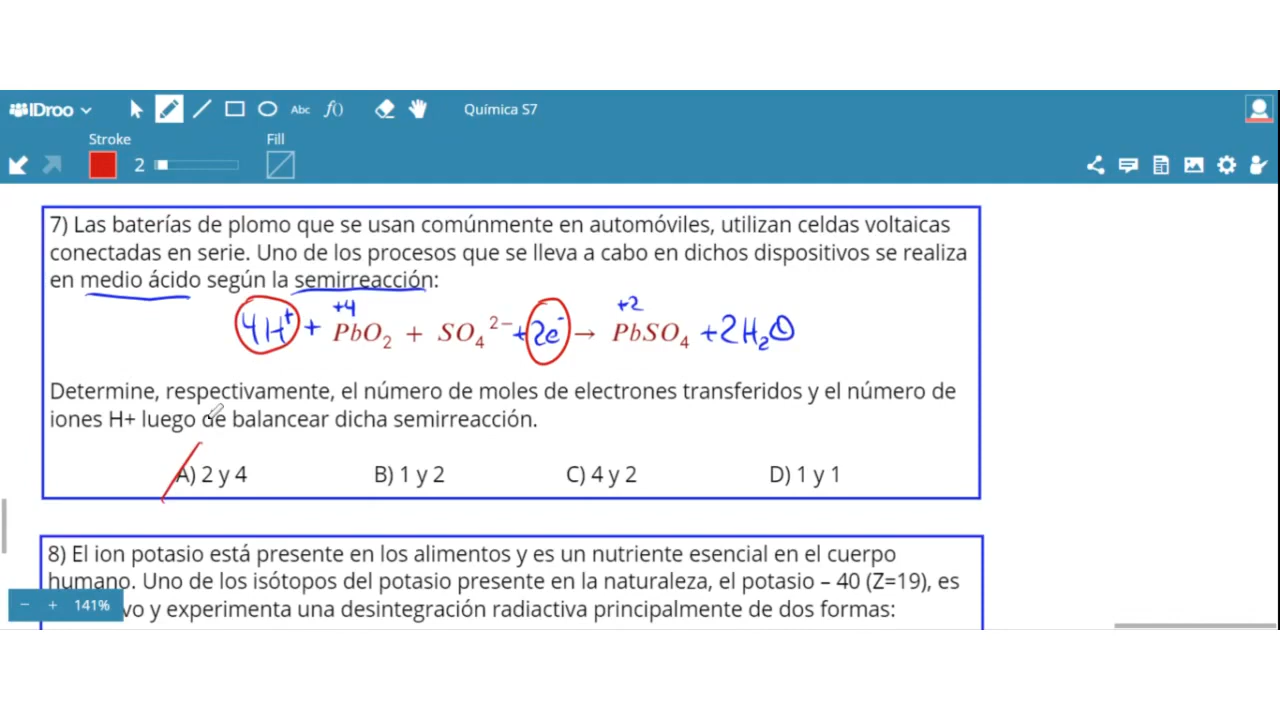 IDroo
Abc
f()
Química S7
Stroke
Fill
2
7) Las baterías de plomo que se usan comúnmente en automóviles, utilizan celdas voltaicas
conectadas en serie. Uno de los procesos que se lleva a cabo en dichos dispositivos se realiza
en medio ácido según la semirreacción:
+4 +2
4H⁺ + PbO₂ + SO₄²⁻ + 2e⁻ → PbSO₄ + 2H₂O
Determine, respectivamente, el número de moles de electrones transferidos y el número de
iones H+ luego de balancear dicha semirreacción.
A) 2 y 4 B) 1 y 2 C) 4 y 2 D) 1 y 1
8) El ion potasio está presente en los alimentos y es un nutriente esencial en el cuerpo
humano. Uno de los isótopos del potasio presente en la naturaleza, el potasio – 40 (Z=19), es
vo y experimenta una desintegración radiactiva principalmente de dos formas:
− + 141%